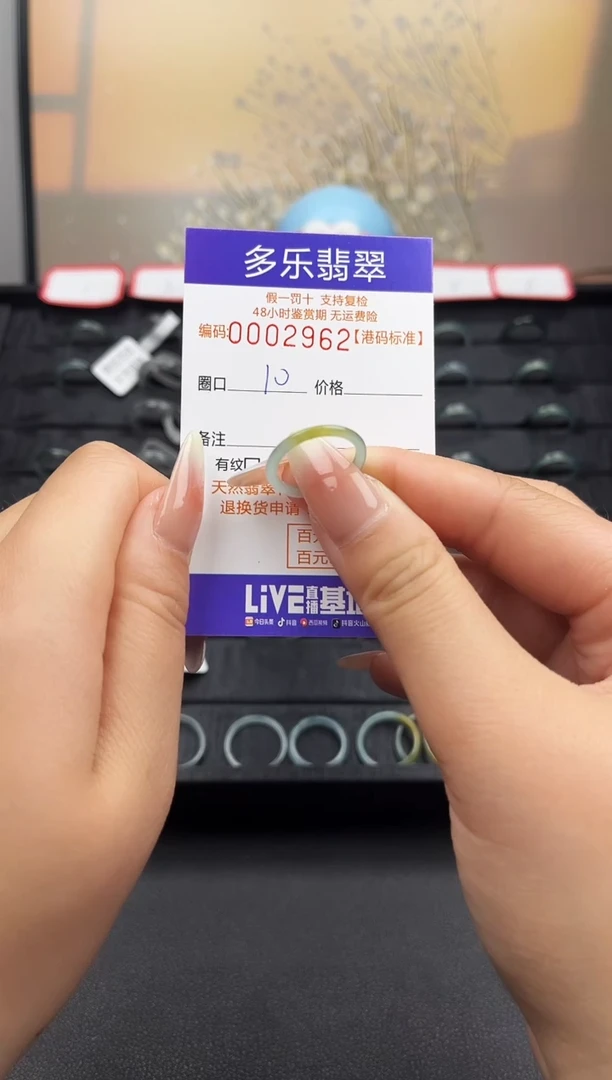 多乐翡翠
假一罚十 支持复检
48小时鉴赏期 无运费险
编码:0002962【港码标准】
圈口 10 价格
备注
有纹
天然翡翠,
退换货申请
百元
LiVE直播基地
今日头条 抖音 西瓜视频 抖音火山